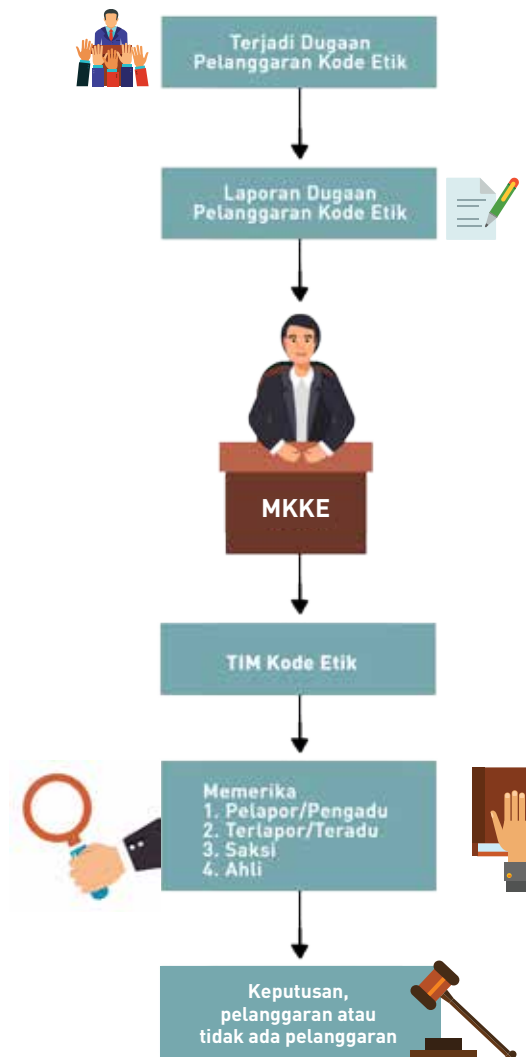 Terjadi Dugaan
Pelanggaran Kode Etik
Laporan Dugaan
Pelanggaran Kode Etik
MKKE
TIM Kode Etik
Memerika
1. Pelapor/Pengadu
2. Terlapor/Teradu
3. Saksi
4. Ahli
Keputusan,
pelanggaran atau
tidak ada pelanggaran